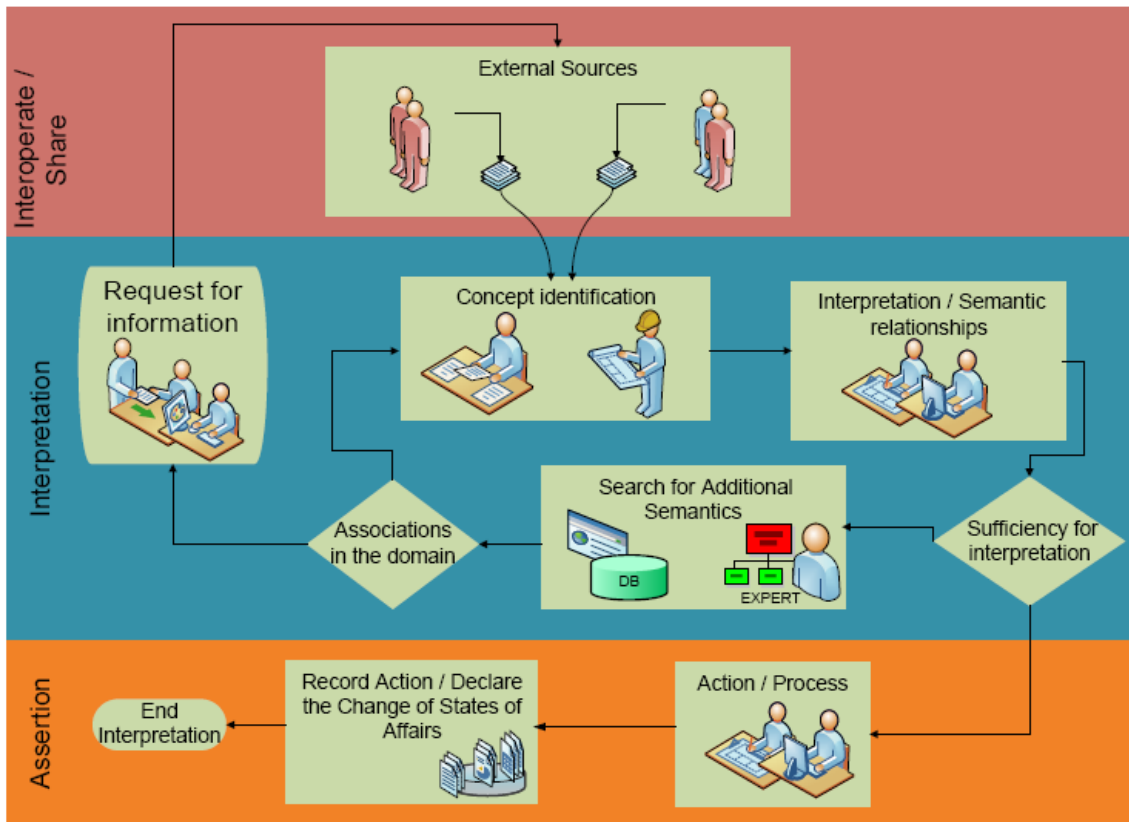 Interoperate /
Share
External Sources
Interpretation
Request for
information
Concept identification
Interpretation / Semantic
relationships
Associations
in the domain
Search for Additional
Semantics
DB
EXPERT
Sufficiency for
interpretation
Assertion
End
Interpretation
Record Action / Declare
the Change of States of
Affairs
Action / Process